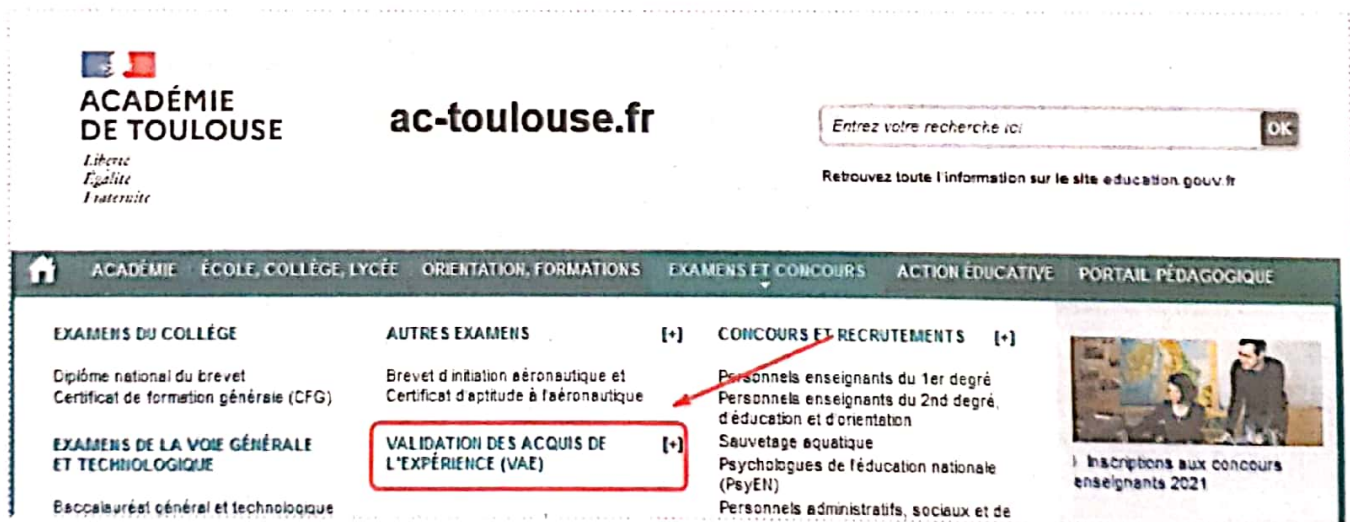 ACADÉMIE
DE TOULOUSE
Liberté
Égalité
Fraternité
ac-toulouse.fr
Entrez votre recherche ici
OK
Retrouvez toute l'information sur le site education.gouv.fr
ACADÉMIE ÉCOLE, COLLÈGE, LYCÉE ORIENTATION, FORMATIONS EXAMENS ET CONCOURS ACTION ÉDUCATIVE PORTAIL PÉDAGOGIQUE
EXAMENS DU COLLÈGE
Diplôme national du brevet
Certificat de formation générale (CFG)
EXAMENS DE LA VOIE GÉNÉRALE
ET TECHNOLOGIQUE
Baccalauréat général et technologique
AUTRES EXAMENS [+]
Brevet d'initiation aéronautique et
Certificat d'aptitude à l'aéronautique
VALIDATION DES ACQUIS DE [+]
L'EXPÉRIENCE (VAE)
CONCOURS ET RECRUTEMENTS [+]
Personnels enseignants du 1er degré
Personnels enseignants du 2nd degré,
d'éducation et d'orientation
Sauvetage aquatique
Psychologues de l'éducation nationale
(PsyEN)
Personnels administratifs, sociaux et de
Inscriptions aux concours
enseignants 2021